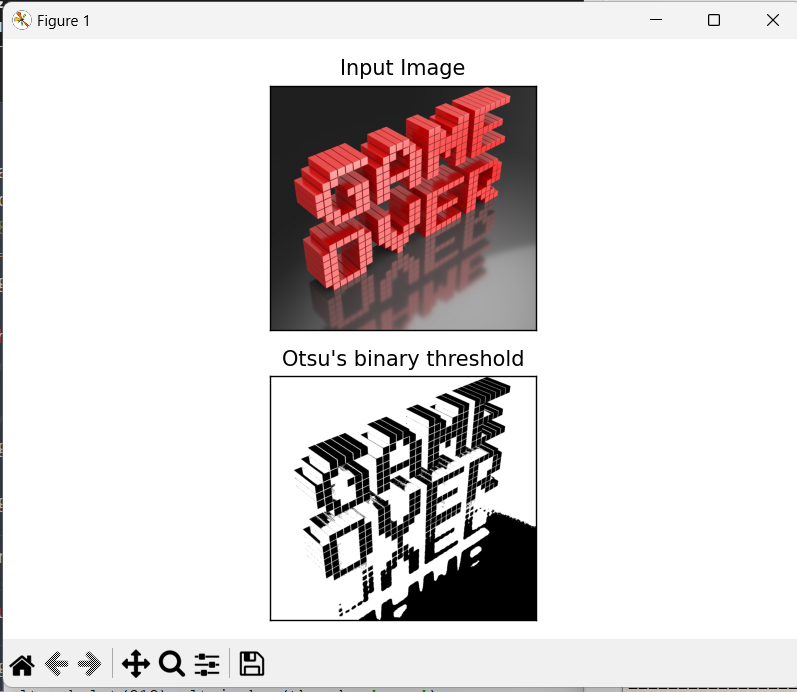 Figure 1
Input Image
GAME
OVER
Otsu's binary threshold
GAME
OVER